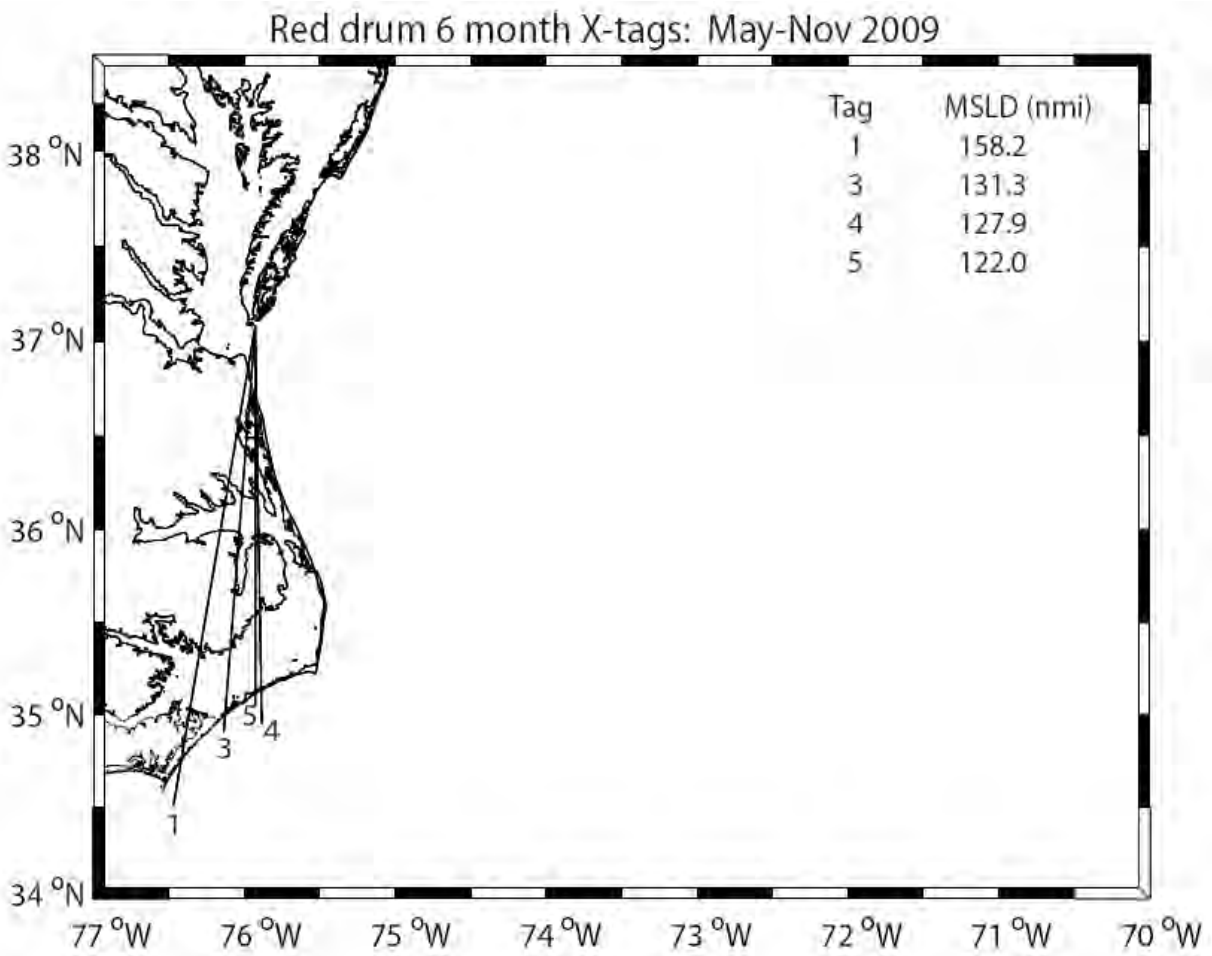 Red drum 6 month X-tags: May-Nov 2009
Tag MSLD (nmi)
1 158.2
3 131.3
4 127.9
5 122.0
38 °N
37 °N
36 °N
35 °N
34 °N
5
3 4
1
77 °W 76 °W 75 °W 74 °W 73 °W 72 °W 71 °W 70 °W